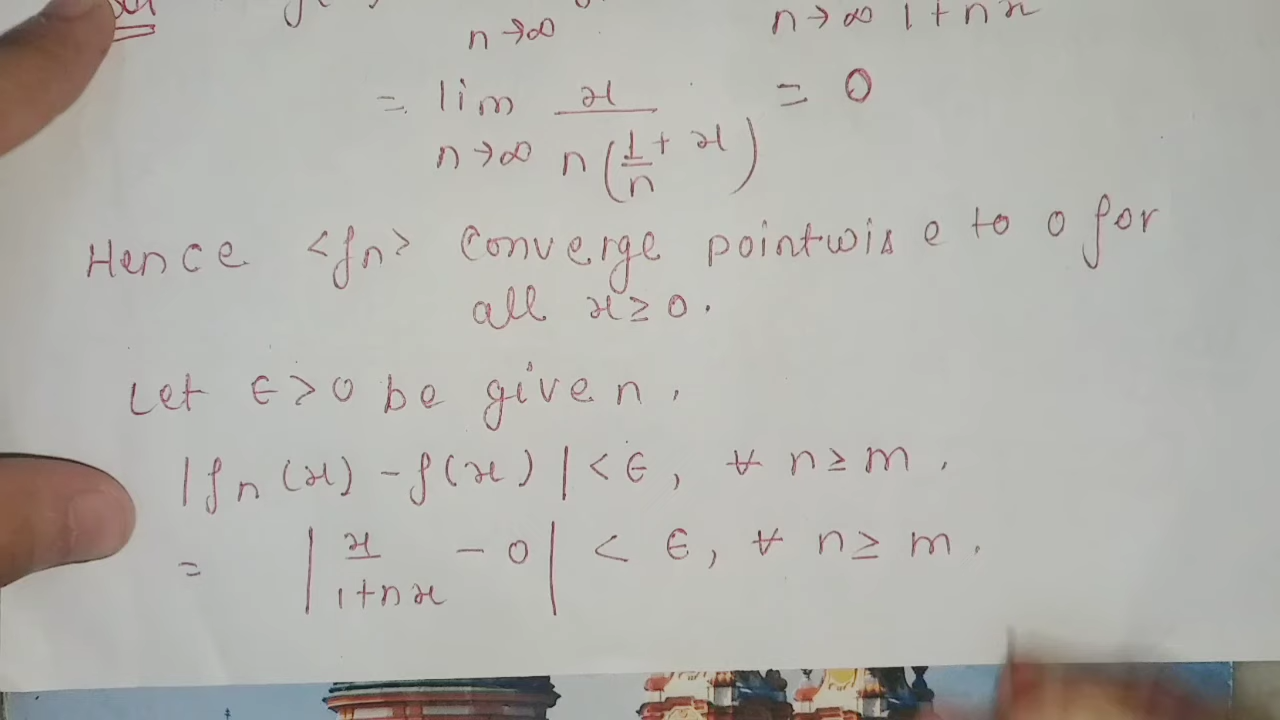 n→∞ n→∞ 1+nx
= lim x = 0
n→∞ n(1/n + x)
Hence <fn> converge pointwise to 0 for
all x ≥ 0.
Let ϵ>0 be given.
|fn(x) - f(x)| < ϵ, ∀ n ≥ m.
= |x/1+nx - 0| < ϵ, ∀ n ≥ m.